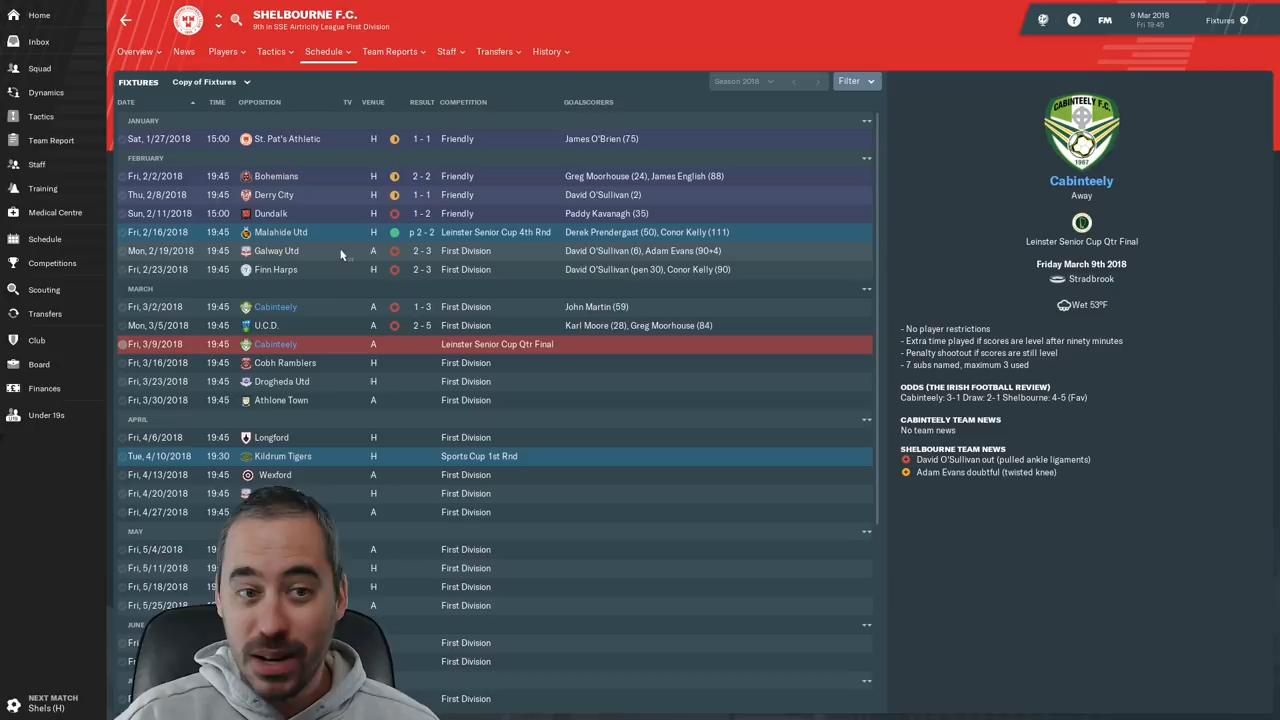 SHELBOURNE F.C.
9th in SSE Airtricity League First Division
9 Mar 2018
Fri 19:45
Fixtures
FM
Home
Inbox
Squad
Dynamics
Tactics
Team Report
Staff
Training
Medical Centre
Schedule
Competitions
Scouting
Transfers
Club
Board
Finances
Under 19s
NEXT MATCH
Shels (H)
Overview News Players Tactics Schedule Team Reports Staff Transfers History
FIXTURES Copy of Fixtures Season 2018 Filter
DATE TIME OPPOSITION TV VENUE RESULT COMPETITION GOALSCORERS
JANUARY
Sat, 1/27/2018 15:00 St. Pat's Athletic H 1 - 1 Friendly James O'Brien (75)
FEBRUARY
Fri, 2/2/2018 19:45 Bohemians H 2 - 2 Friendly Greg Moorhouse (24), James English (88)
Thu, 2/8/2018 19:45 Derry City H 1 - 1 Friendly David O'Sullivan (2)
Sun, 2/11/2018 15:00 Dundalk H 1 - 2 Friendly Paddy Kavanagh (35)
Fri, 2/16/2018 19:45 Malahide Utd H p 2 - 2 Leinster Senior Cup 4th Rnd Derek Prendergast (50), Conor Kelly (111)
Mon, 2/19/2018 19:45 Galway Utd A 2 - 3 First Division David O'Sullivan (6), Adam Evans (90+4)
Fri, 2/23/2018 19:45 Finn Harps H 2 - 3 First Division David O'Sullivan (pen 30), Conor Kelly (90)
MARCH
Fri, 3/2/2018 19:45 Cabinteely A 1 - 3 First Division John Martin (59)
Mon, 3/5/2018 19:45 U.C.D. A 2 - 5 First Division Karl Moore (28), Greg Moorhouse (84)
Fri, 3/9/2018 19:45 Cabinteely A Leinster Senior Cup Qtr Final
Fri, 3/16/2018 19:45 Cobh Ramblers H First Division
Fri, 3/23/2018 19:45 Drogheda Utd H First Division
Fri, 3/30/2018 19:45 Athlone Town A First Division
APRIL
Fri, 4/6/2018 19:45 Longford H First Division
Tue, 4/10/2018 19:30 Kildrum Tigers H Sports Cup 1st Rnd
Fri, 4/13/2018 19:45 Wexford A First Division
Fri, 4/20/2018 19:45 H First Division
Fri, 4/27/2018 19:45 A First Division
MAY
Fri, 5/4/2018 A First Division
Fri, 5/11/2018 H First Division
Fri, 5/18/2018 H First Division
Fri, 5/25/2018 A First Division
JUNE
Fri H First Division
H First Division
First Division
CABINTEELY F.C.
1967
Cabinteely
Away
Leinster Senior Cup Qtr Final
Friday March 9th 2018
Stradbrook
Wet 53°F
- No player restrictions
- Extra time played if scores are level after ninety minutes
- Penalty shootout if scores are still level
- 7 subs named, maximum 3 used
ODDS (THE IRISH FOOTBALL REVIEW)
Cabinteely: 3-1 Draw: 2-1 Shelbourne: 4-5 (Fav)
CABINTEELY TEAM NEWS
No team news
SHELBOURNE TEAM NEWS
David O'Sullivan out (pulled ankle ligaments)
Adam Evans doubtful (twisted knee)